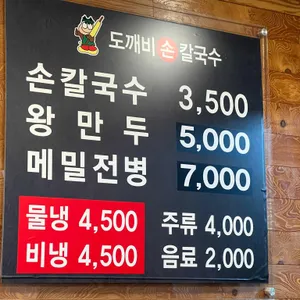 도깨비 손 칼국수
손칼국수 3,500
왕만두 5,000
메밀전병 7,000
물냉 4,500 주류 4,000
비냉 4,500 음료 2,000